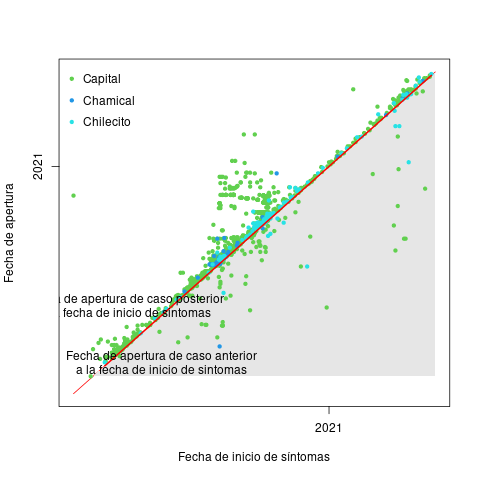 Capital
Chamical
Chilecito
2021
Fecha de apertura
de apertura de caso posterior
fecha de inicio de síntomas
Fecha de apertura de caso anterior
a la fecha de inicio de síntomas
2021
Fecha de inicio de síntomas